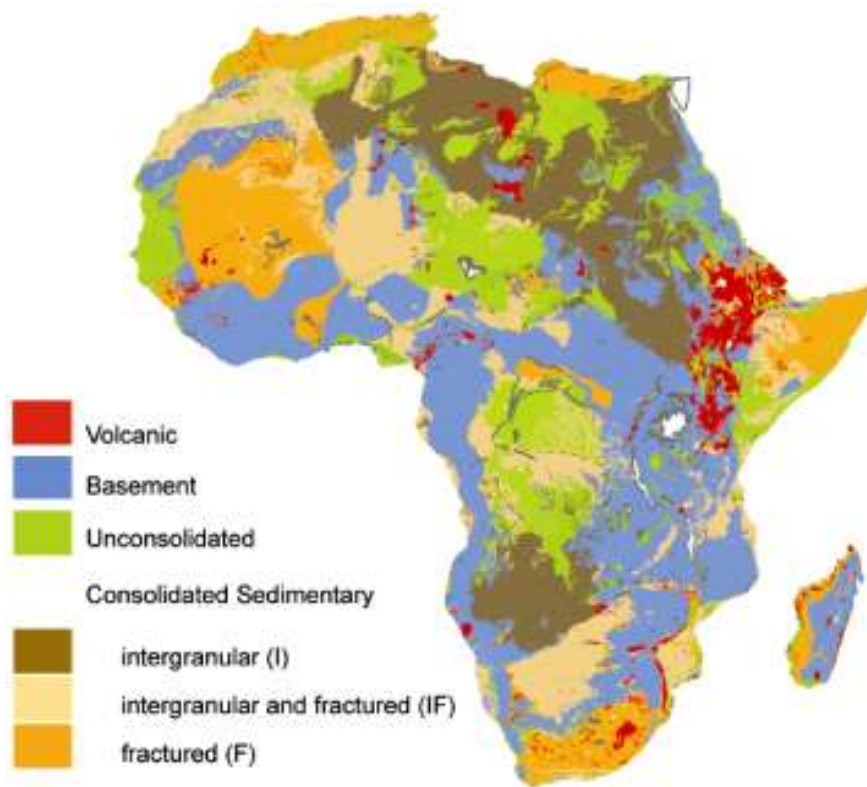 Volcanic
Basement
Unconsolidated
Consolidated Sedimentary
intergranular (I)
intergranular and fractured (IF)
fractured (F)